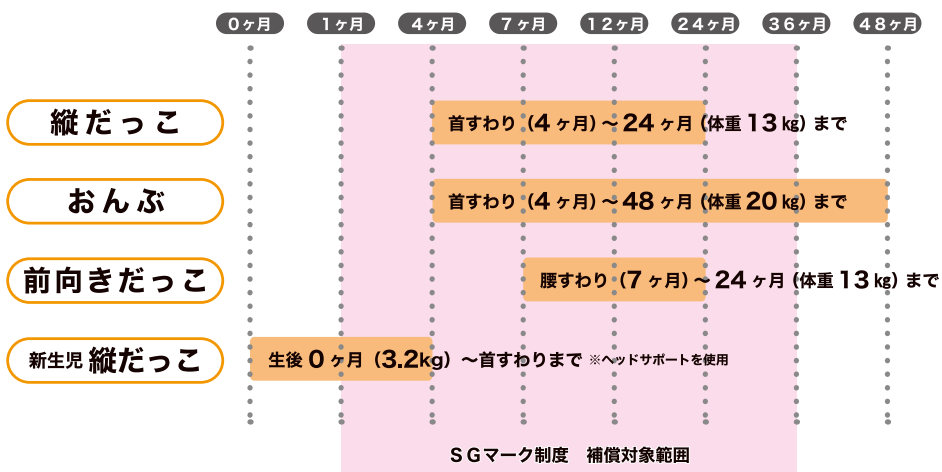 0ヶ月 1ヶ月 4ヶ月 7ヶ月 12ヶ月 24ヶ月 36ヶ月 48ヶ月
縦だっこ 首すわり（4ヶ月）～24ヶ月（体重13㎏）まで
おんぶ 首すわり（4ヶ月）～48ヶ月（体重20㎏）まで
前向きだっこ 腰すわり（7ヶ月）～24ヶ月（体重13㎏）まで
新生児 縦だっこ 生後0ヶ月（3.2kg）～首すわりまで ※ヘッドサポートを使用
SGマーク制度　補償対象範囲